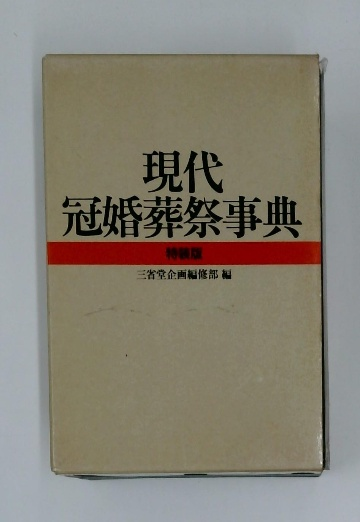 現代
冠婚葬祭事典
特装版
三省堂企画編修部 編